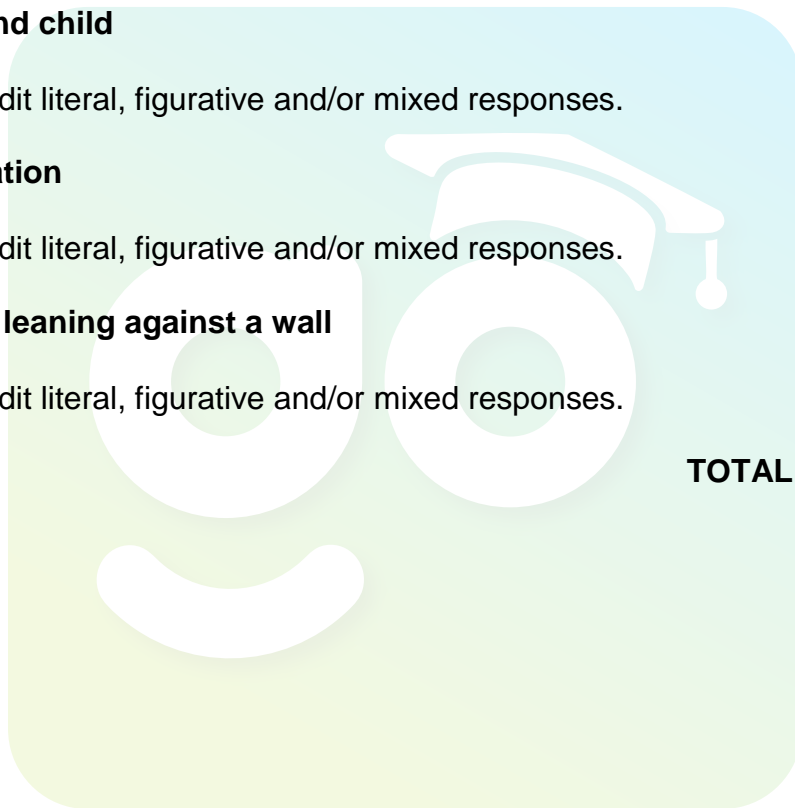 nd child
dit literal, figurative and/or mixed responses.
ation
dit literal, figurative and/or mixed responses.
leaning against a wall
dit literal, figurative and/or mixed responses.
TOTAL
go